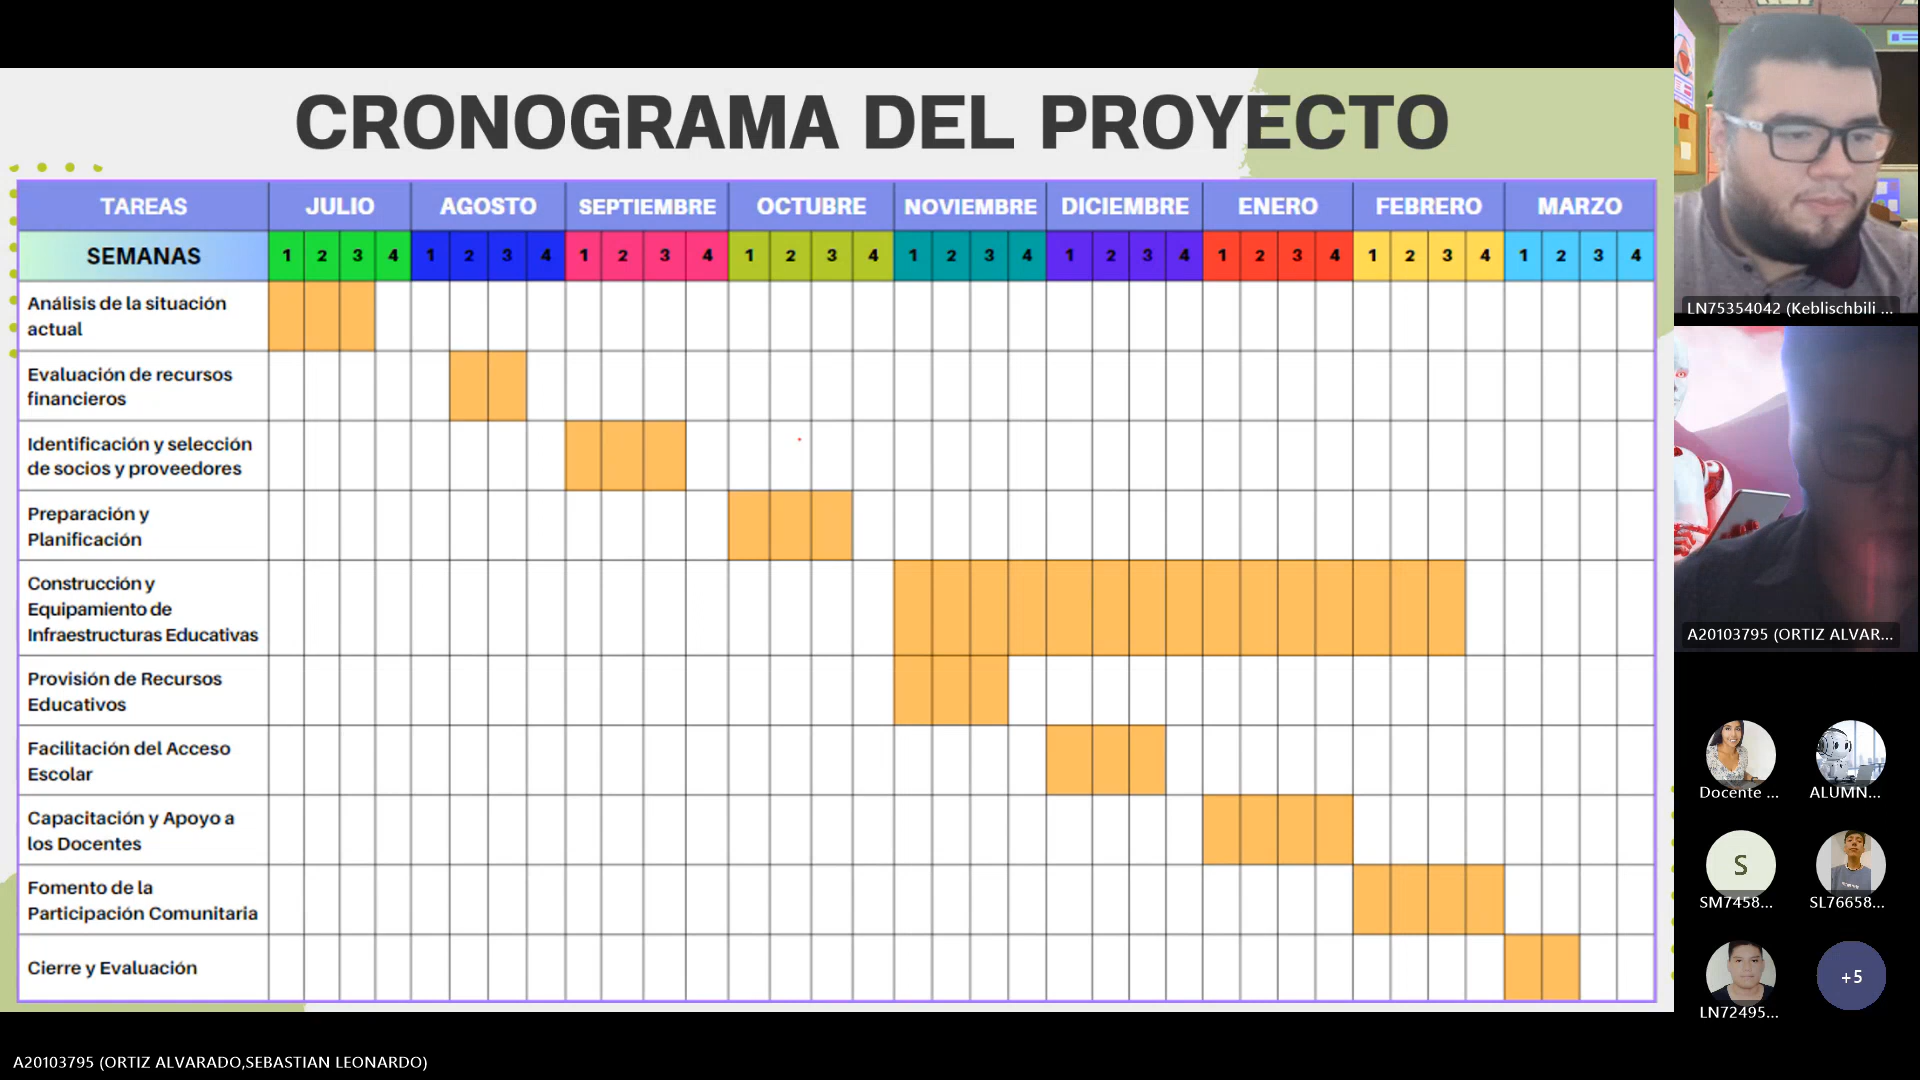 CRONOGRAMA DEL PROYECTO
TAREAS JULIO AGOSTO SEPTIEMBRE OCTUBRE NOVIEMBRE DICIEMBRE ENERO FEBRERO MARZO
SEMANAS 1 2 3 4 1 2 3 4 1 2 3 4 1 2 3 4 1 2 3 4 1 2 3 4 1 2 3 4 1 2 3 4 1 2 3 4
Análisis de la situación
actual
Evaluación de recursos
financieros
Identificación y selección
de socios y proveedores
Preparación y
Planificación
Construcción y
Equipamiento de
Infraestructuras Educativas
Provisión de Recursos
Educativos
Facilitación del Acceso
Escolar
Capacitación y Apoyo a
los Docentes
Fomento de la
Participación Comunitaria
Cierre y Evaluación
LN75354042 (Keblischbili ...
A20103795 (ORTIZ ALVAR...
Docente ...
ALUMN...
S
SM7458...
SL76658...
LN72495...
+5
A20103795 (ORTIZ ALVARADO,SEBASTIAN LEONARDO)